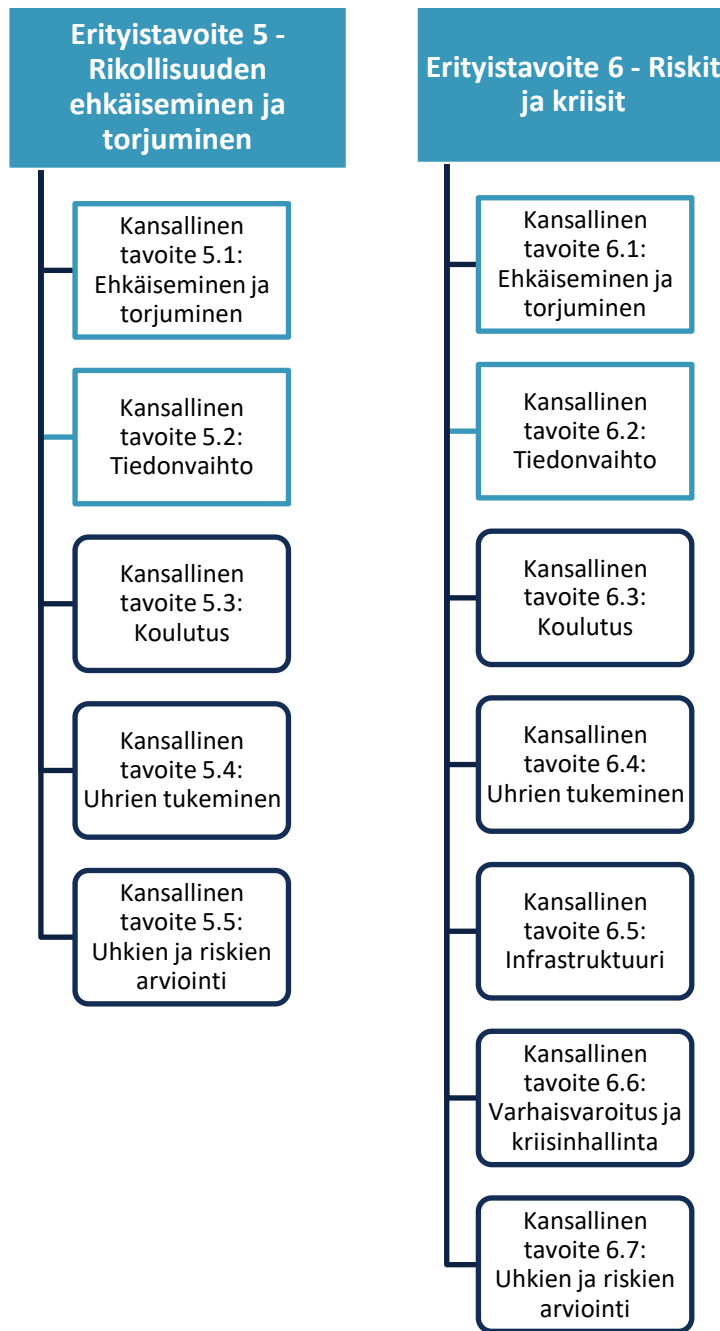 Erityistavoite 5 -
Rikollisuuden
ehkäiseminen ja
torjuminen
Kansallinen
tavoite 5.1:
Ehkäiseminen ja
torjuminen
Kansallinen
tavoite 5.2:
Tiedonvaihto
Kansallinen
tavoite 5.3:
Koulutus
Kansallinen
tavoite 5.4:
Uhrien tukeminen
Kansallinen
tavoite 5.5:
Uhkien ja riskien
arviointi
Erityistavoite 6 - Riskit
ja kriisit
Kansallinen
tavoite 6.1:
Ehkäiseminen ja
torjuminen
Kansallinen
tavoite 6.2:
Tiedonvaihto
Kansallinen
tavoite 6.3:
Koulutus
Kansallinen
tavoite 6.4:
Uhrien tukeminen
Kansallinen
tavoite 6.5:
Infrastruktuuri
Kansallinen
tavoite 6.6:
Varhaisvaroitus ja
kriisinhallinta
Kansallinen
tavoite 6.7:
Uhkien ja riskien
arviointi